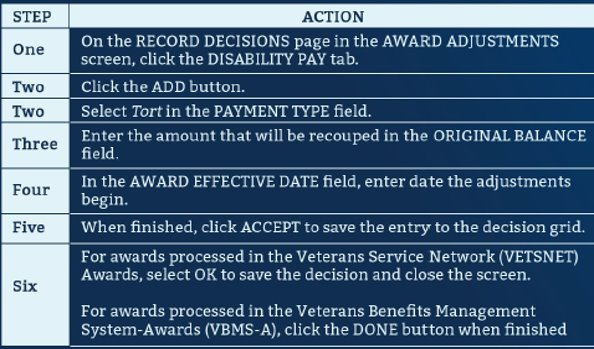 STEP ACTION
One On the RECORD DECISIONS page in the AWARD ADJUSTMENTS
screen, click the DISABILITY PAY tab.
Two Click the ADD button.
Two Select Tort in the PAYMENT TYPE field.
Three Enter the amount that will be recouped in the ORIGINAL BALANCE
field.
Four In the AWARD EFFECTIVE DATE field, enter date the adjustments
begin.
Five When finished, click ACCEPT to save the entry to the decision grid.
Six For awards processed in the Veterans Service Network (VETSNET)
Awards, select OK to save the decision and close the screen.
For awards processed in the Veterans Benefits Management
System-Awards (VBMS-A), click the DONE button when finished